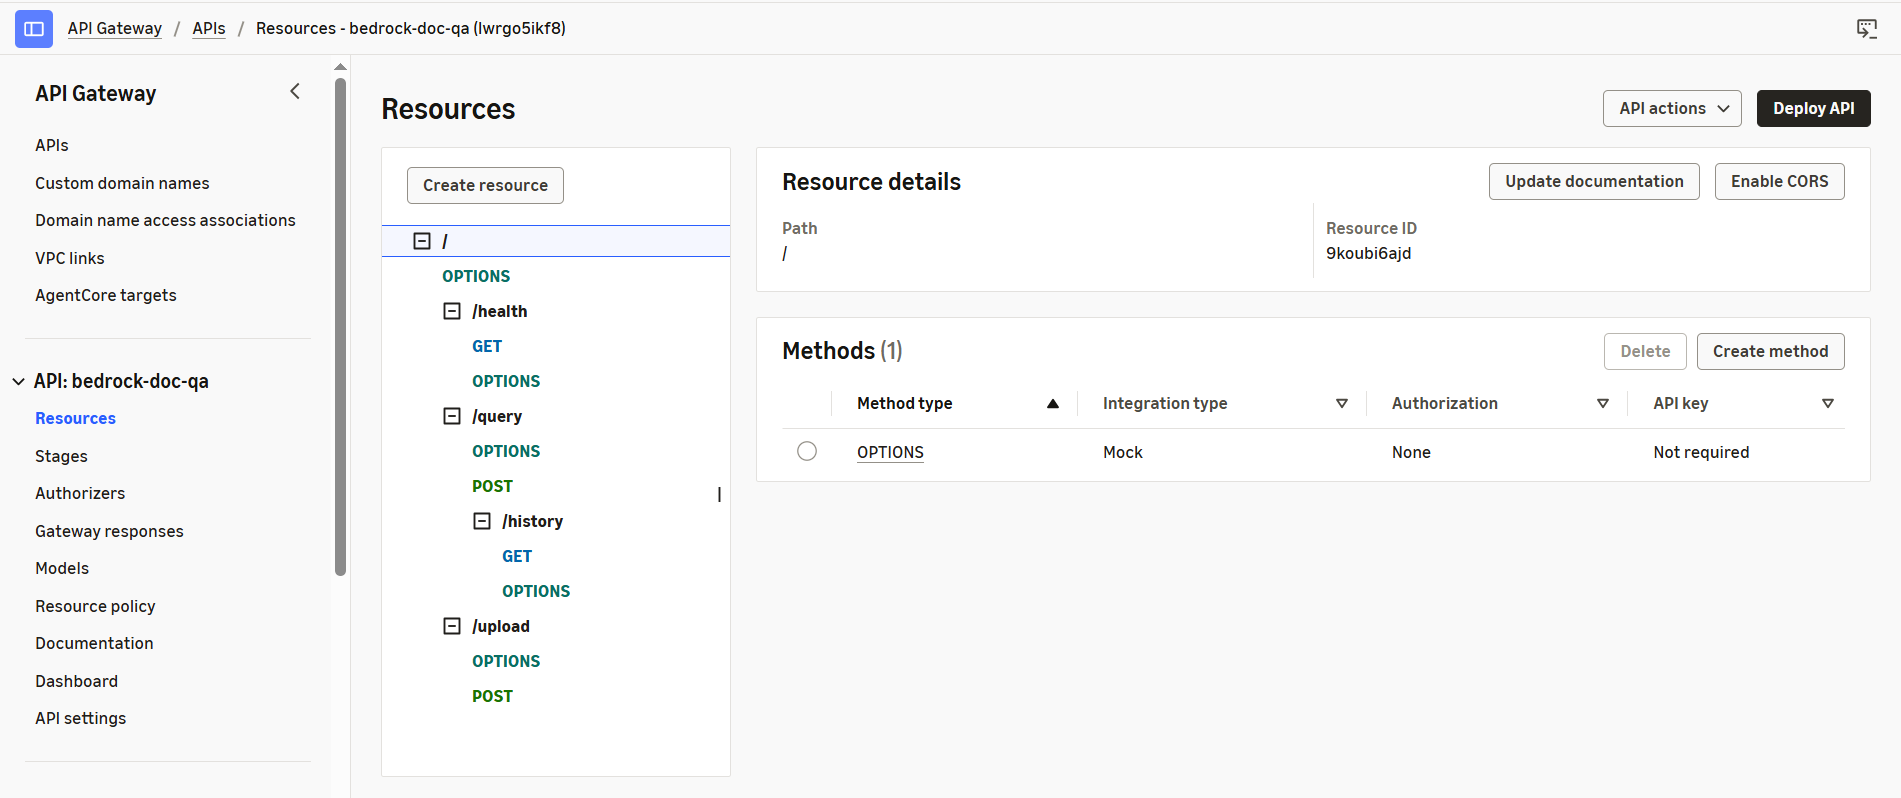 API Gateway / APIs / Resources - bedrock-doc-qa (lwrgo5ikf8)
API Gateway
APIs
Custom domain names
Domain name access associations
VPC links
AgentCore targets
API: bedrock-doc-qa
Resources
Stages
Authorizers
Gateway responses
Models
Resource policy
Documentation
Dashboard
API settings
Resources
API actions
Deploy API
Create resource
/
OPTIONS
/health
GET
OPTIONS
/query
OPTIONS
POST
/history
GET
OPTIONS
/upload
OPTIONS
POST
Resource details
Update documentation
Enable CORS
Path
/
Resource ID
9koubi6ajd
Methods (1)
Delete
Create method
Method type Integration type Authorization API key
OPTIONS Mock None Not required